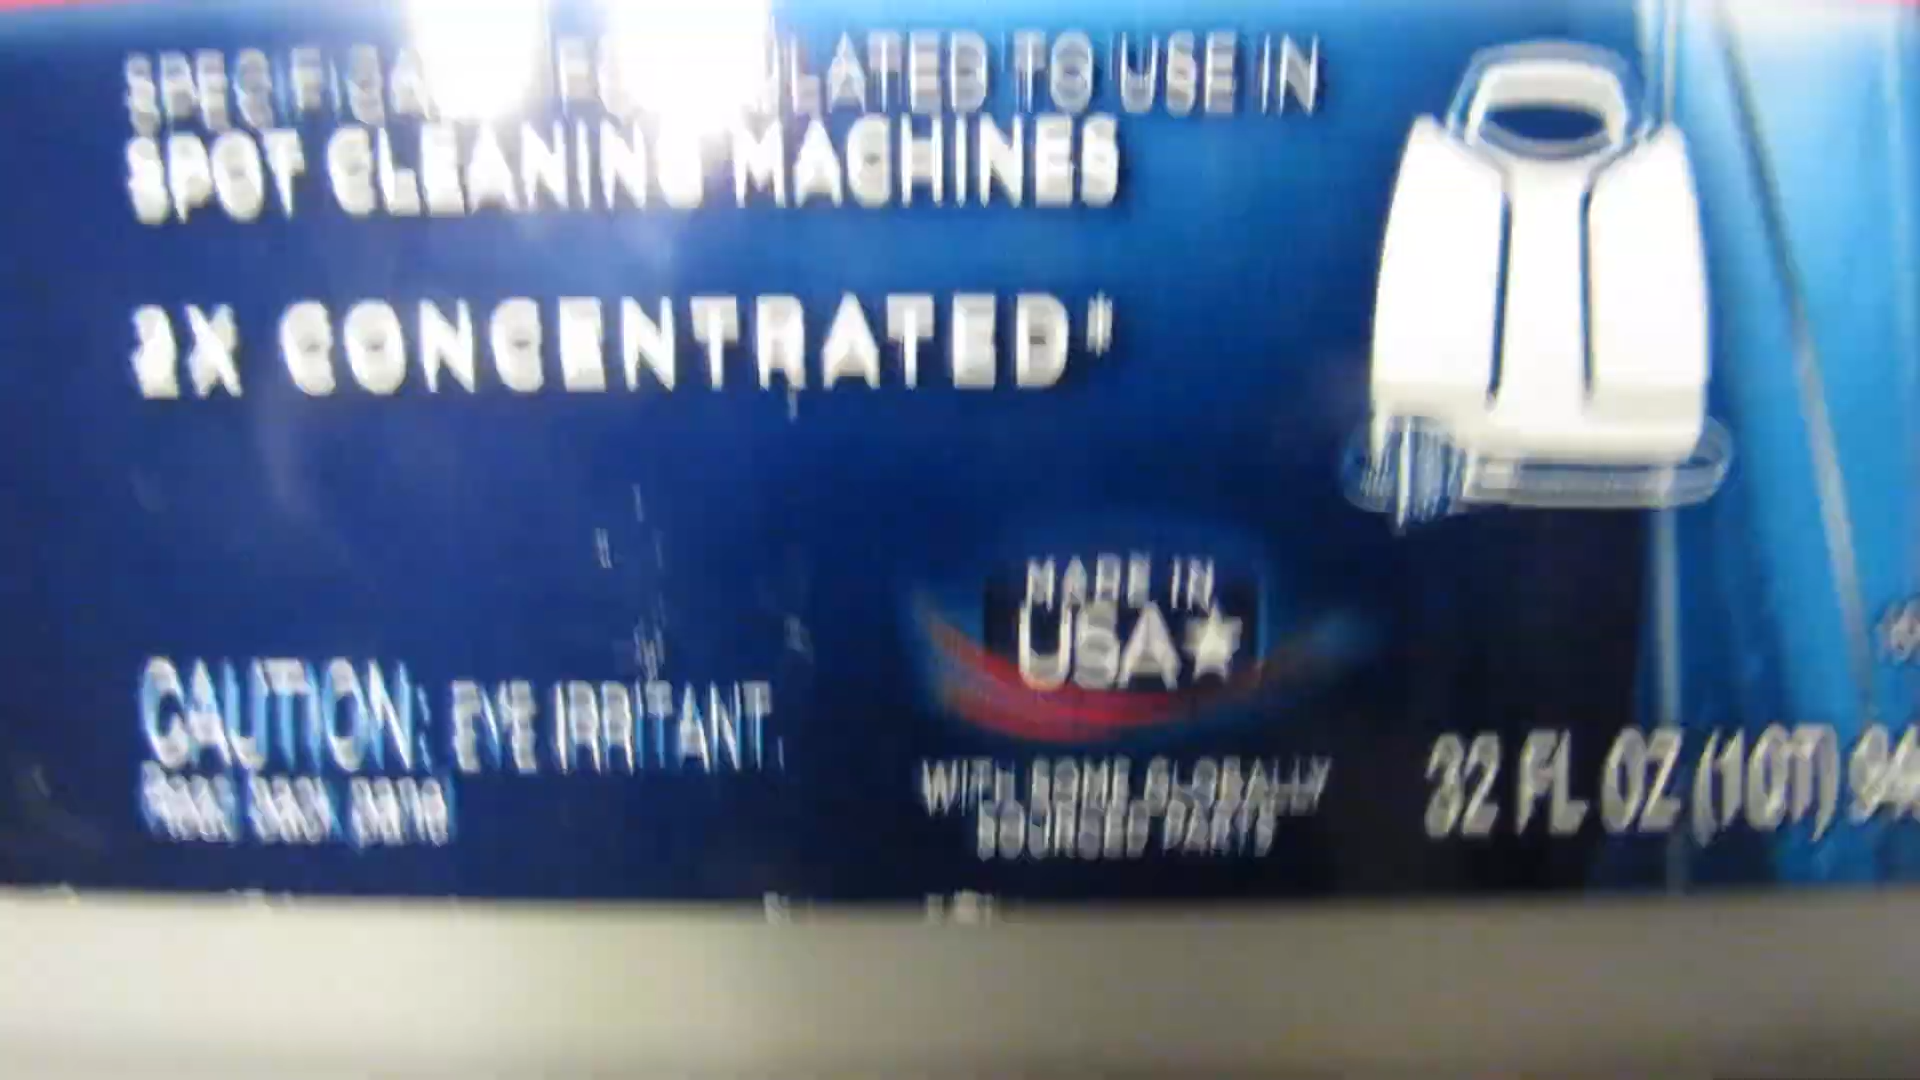 SPECIFICALLY FORMULATED TO USE IN
SPOT CLEANING MACHINES
2X CONCENTRATED
CAUTION: EYE IRRITANT.
MADE IN
USA
WITH SOME GLOBALLY
SOURCED PARTS
32 FL OZ (1QT)